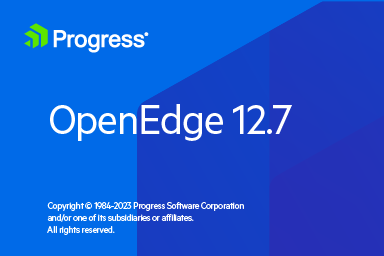 Progress®
OpenEdge 12.7
Copyright © 1984-2023 Progress Software Corporation
and/or one of its subsidiaries or affiliates.
All rights reserved.